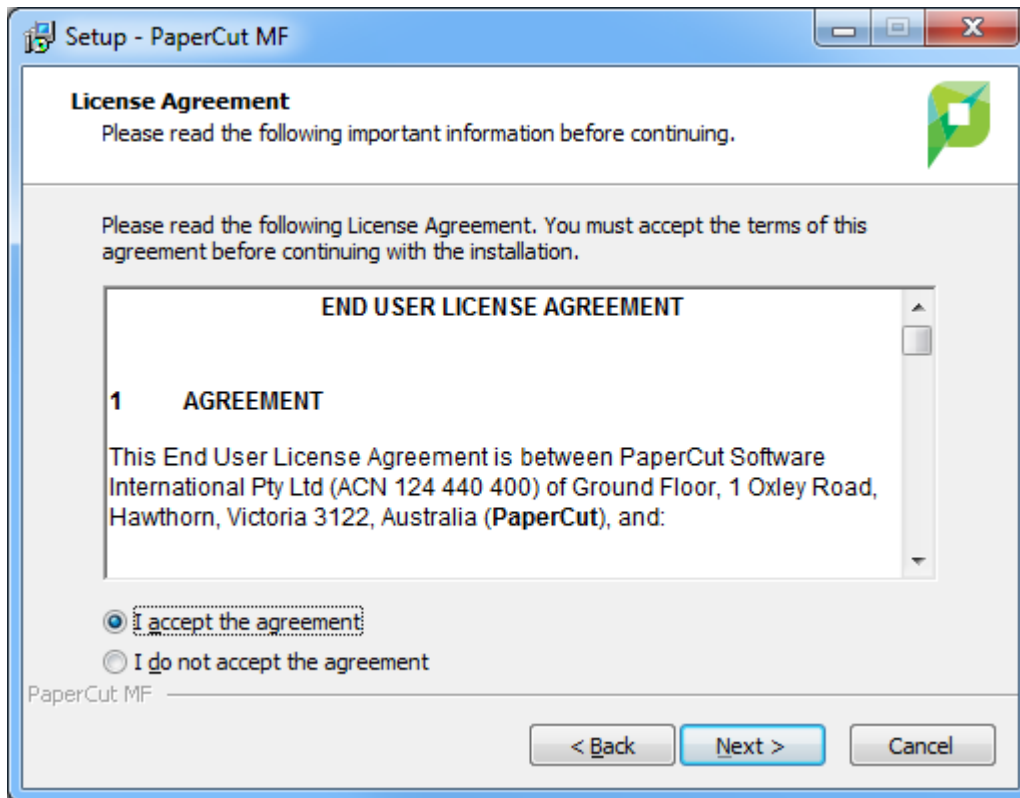 Setup - PaperCut MF
License Agreement
Please read the following important information before continuing.
Please read the following License Agreement. You must accept the terms of this
agreement before continuing with the installation.
END USER LICENSE AGREEMENT
1 AGREEMENT
This End User License Agreement is between PaperCut Software
International Pty Ltd (ACN 124 440 400) of Ground Floor, 1 Oxley Road,
Hawthorn, Victoria 3122, Australia (PaperCut), and:
I accept the agreement
I do not accept the agreement
PaperCut MF
< Back Next > Cancel